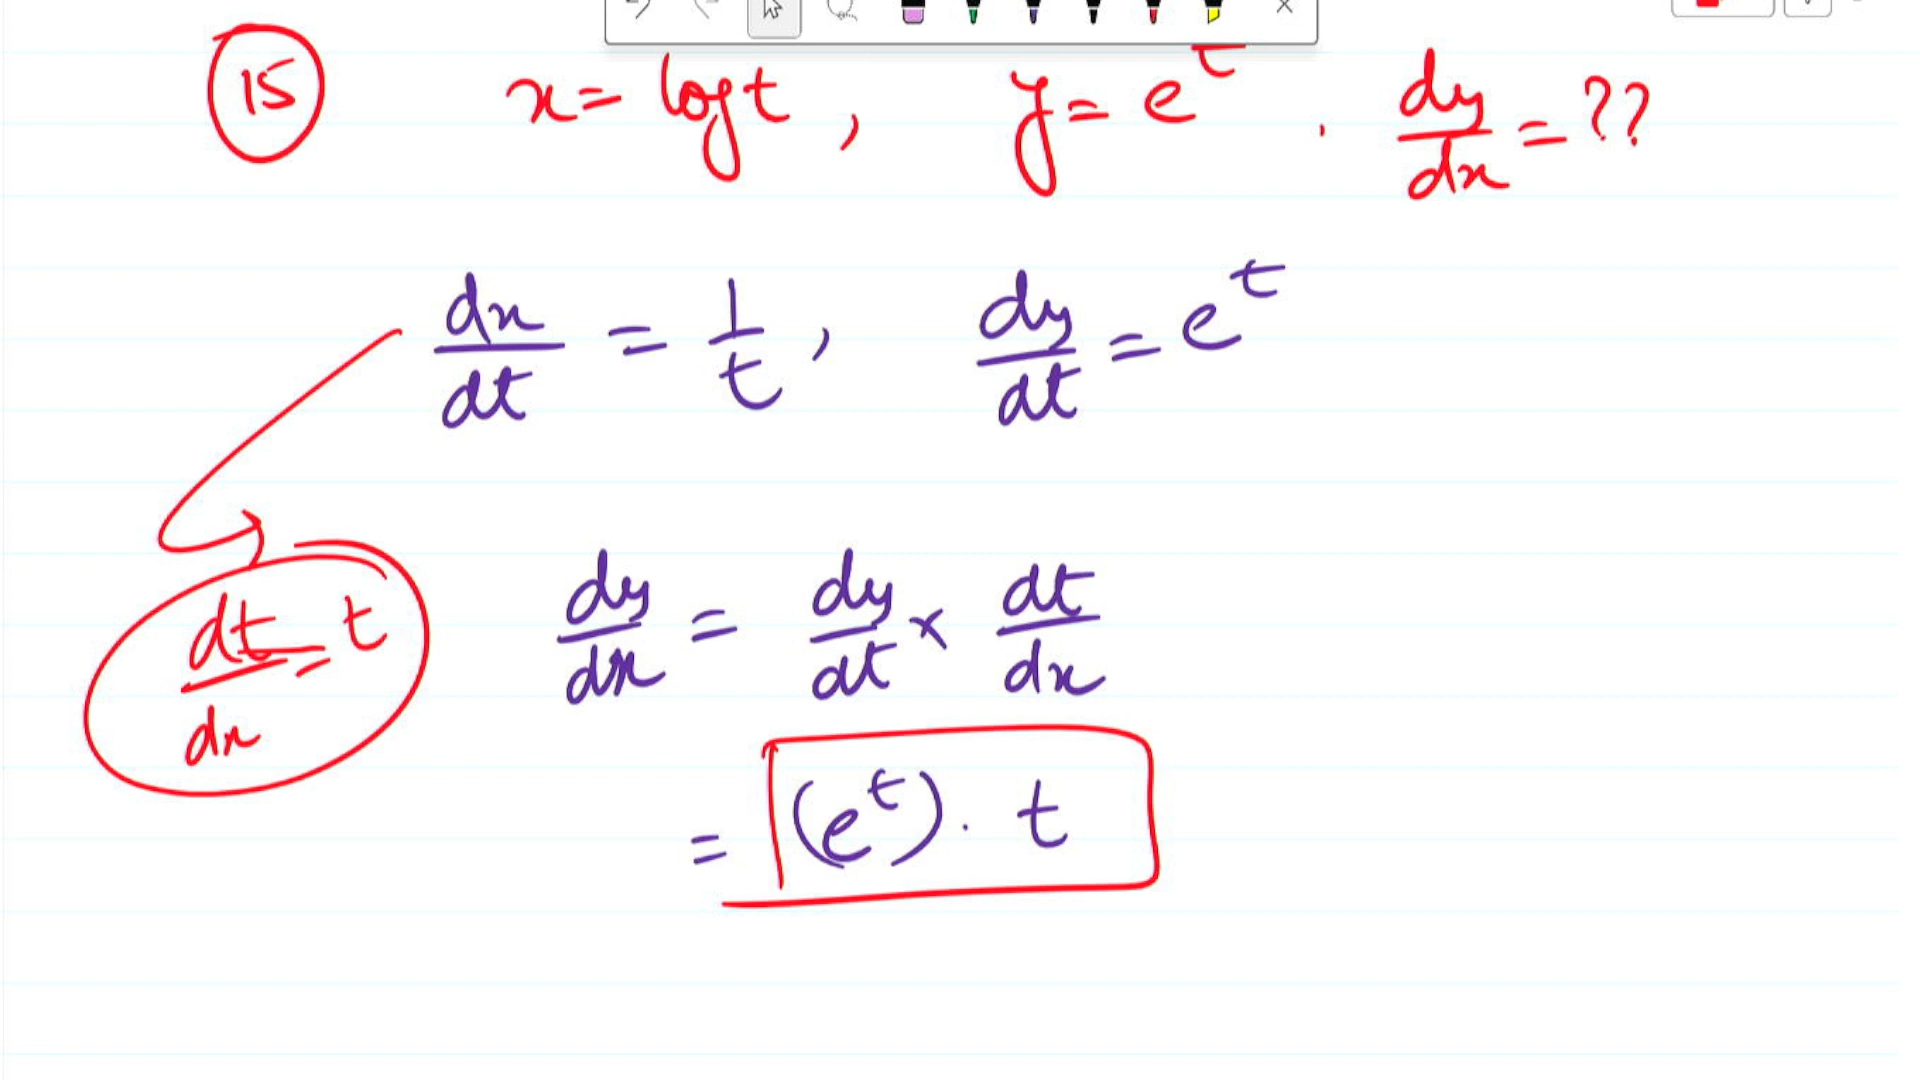 15 x = log t , y = e^t . dy/dx = ??
dx/dt = 1/t , dy/dt = e^t
dt/dx = t dy/dx = dy/dt × dt/dx
= (e^t) . t